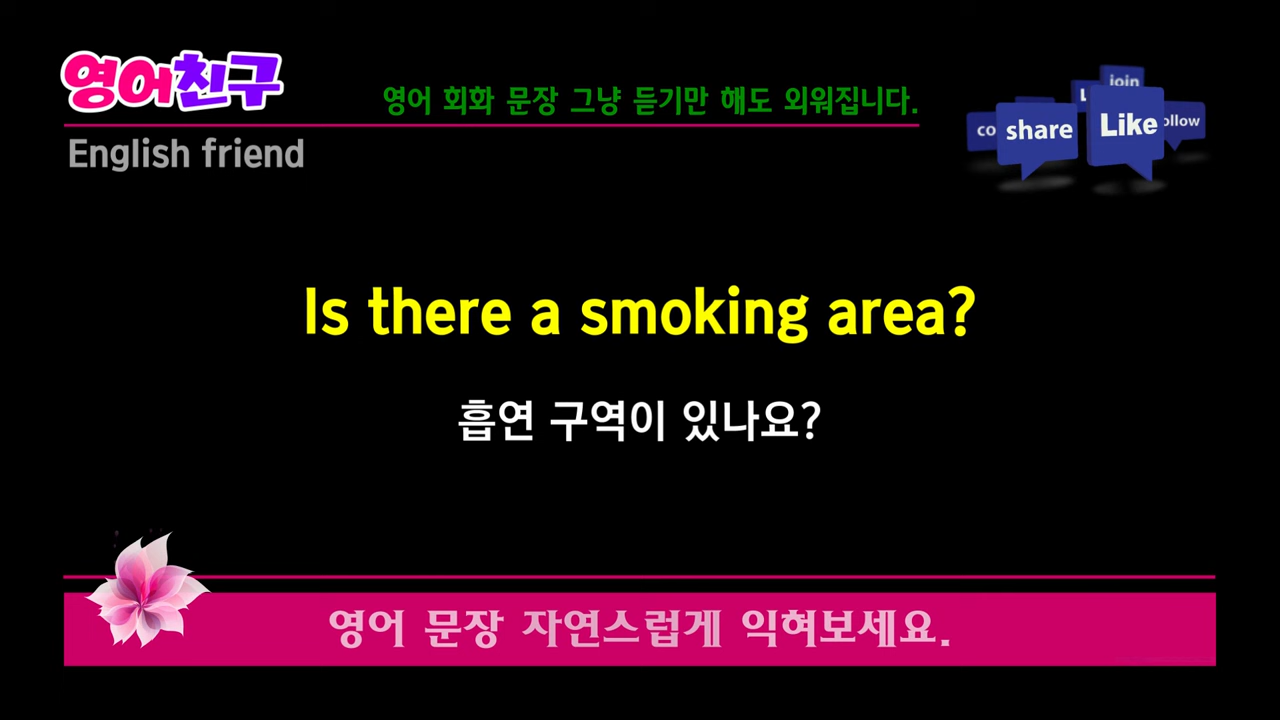 영어친구
영어 회화 문장 그냥 듣기만 해도 외워집니다.
English friend
join
share
Like
Is there a smoking area?
흡연 구역이 있나요?
영어 문장 자연스럽게 익혀보세요.